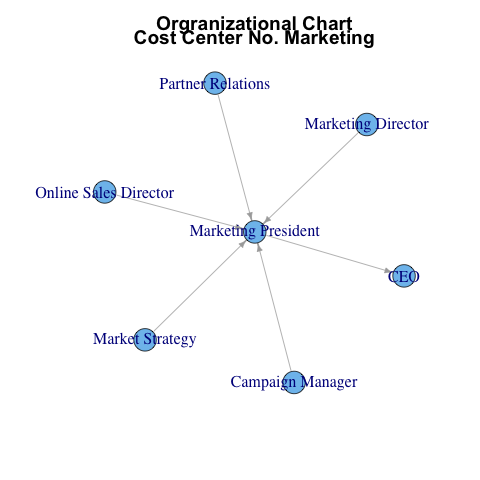 Orgranizational Chart
Cost Center No. Marketing
Partner Relations
Marketing Director
Online Sales Director
Marketing President
CEO
Market Strategy
Campaign Manager